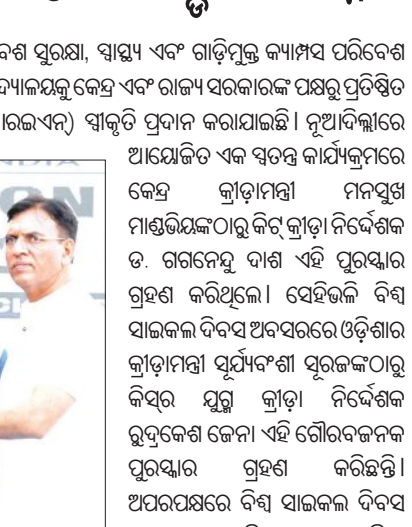 ବେଶ ସୁରକ୍ଷା, ସ୍ୱାସ୍ଥ୍ୟ ଏବଂ ଗାଡ଼ିମୁକ୍ତ କ୍ୟାମ୍ପସ ପରିବେଶ
ଦ୍ୟାଳୟକୁ କେନ୍ଦ୍ର ଏବଂ ରାଜ୍ୟ ସରକାରଙ୍କ ପକ୍ଷରୁ ପ୍ରତିଷ୍ଠିତ
ଆରଇଏନ୍) ସ୍ୱୀକୃତି ପ୍ରଦାନ କରାଯାଇଛି। ନୂଆଦିଲ୍ଲୀରେ
ଆୟୋଜିତ ଏକ ସ୍ୱତନ୍ତ୍ର କାର୍ଯ୍ୟକ୍ରମରେ
କେନ୍ଦ୍ର କ୍ରୀଡ଼ାମନ୍ତ୍ରୀ ମନସୁଖ
ମାଣ୍ଡଭିୟଙ୍କଠାରୁ କିଟ୍ କ୍ରୀଡ଼ା ନିର୍ଦ୍ଦେଶକ
ଡ. ଗଗନେନ୍ଦୁ ଦାଶ ଏହି ପୁରସ୍କାର
ଗ୍ରହଣ କରିଥିଲେ। ସେହିଭଳି ବିଶ୍ୱ
ସାଇକଲ ଦିବସ ଅବସରରେ ଓଡ଼ିଶାର
କ୍ରୀଡ଼ାମନ୍ତ୍ରୀ ସୂର୍ଯ୍ୟବଂଶୀ ସୂରଜଙ୍କଠାରୁ
କିସ୍‌ର ଯୁଗ୍ମ କ୍ରୀଡ଼ା ନିର୍ଦ୍ଦେଶକ
ରୁଦ୍ରକେଶ ଜେନା ଏହି ଗୌରବଜନକ
ପୁରସ୍କାର ଗ୍ରହଣ କରିଛନ୍ତି।
ଅପରପକ୍ଷରେ ବିଶ୍ୱ ସାଇକଲ ଦିବସ